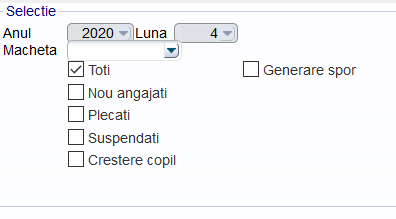 Selectie
Anul 2020 Luna 4
Macheta
Toti Generare spor
Nou angajati
Plecati
Suspendati
Crestere copil